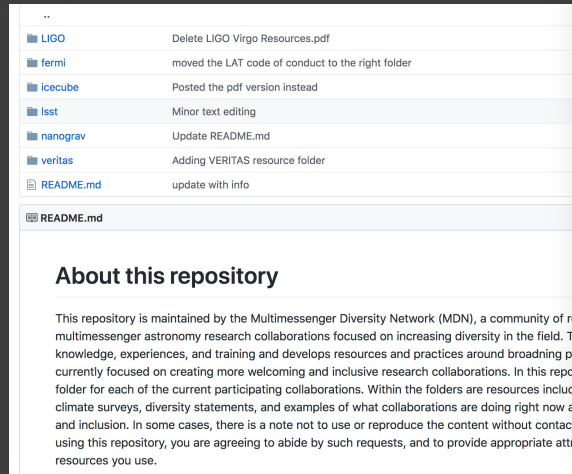 ..
LIGO Delete LIGO Virgo Resources.pdf
fermi moved the LAT code of conduct to the right folder
icecube Posted the pdf version instead
lsst Minor text editing
nanograv Update README.md
veritas Adding VERITAS resource folder
README.md update with info
README.md
About this repository
This repository is maintained by the Multimessenger Diversity Network (MDN), a community of
multimessenger astronomy research collaborations focused on increasing diversity in the field.
knowledge, experiences, and training and develops resources and practices around broadning
currently focused on creating more welcoming and inclusive research collaborations. In this
folder for each of the current participating collaborations. Within the folders are resources
climate surveys, diversity statements, and examples of what collaborations are doing right now
and inclusion. In some cases, there is a note not to use or reproduce the content without
using this repository, you are agreeing to abide by such requests, and to provide appropriate
resources you use.